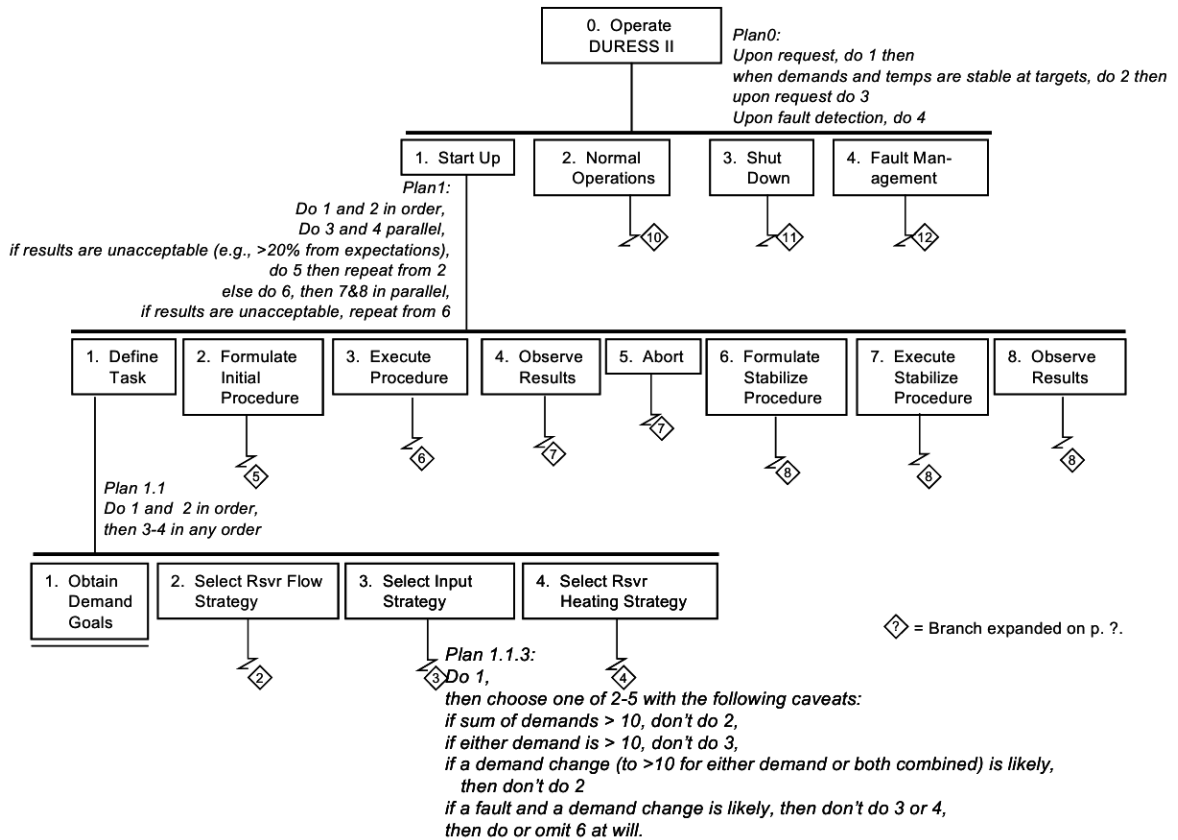 0. Operate
DURESS II
Plan0:
Upon request, do 1 then
when demands and temps are stable at targets, do 2 then
upon request do 3
Upon fault detection, do 4
1. Start Up
2. Normal
Operations
3. Shut
Down
4. Fault Man-
agement
10
11
12
Plan1:
Do 1 and 2 in order,
Do 3 and 4 parallel,
if results are unacceptable (e.g., >20% from expectations),
do 5 then repeat from 2
else do 6, then 7&8 in parallel,
if results are unacceptable, repeat from 6
1. Define
Task
2. Formulate
Initial
Procedure
3. Execute
Procedure
4. Observe
Results
5. Abort
6. Formulate
Stabilize
Procedure
7. Execute
Stabilize
Procedure
8. Observe
Results
5
6
7
7
8
8
8
Plan 1.1
Do 1 and 2 in order,
then 3-4 in any order
1. Obtain
Demand
Goals
2. Select Rsvr Flow
Strategy
3. Select Input
Strategy
4. Select Rsvr
Heating Strategy
2
3
4
? = Branch expanded on p. ?.
Plan 1.1.3:
Do 1,
then choose one of 2-5 with the following caveats:
if sum of demands > 10, don't do 2,
if either demand is > 10, don't do 3,
if a demand change (to >10 for either demand or both combined) is likely,
then don't do 2
if a fault and a demand change is likely, then don't do 3 or 4,
then do or omit 6 at will.